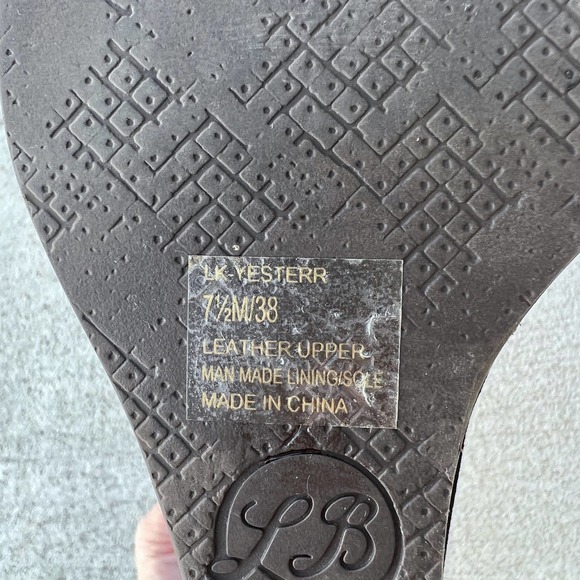 LK-YESTERR
7½M/38
LEATHER UPPER
MAN MADE LINING/SOLE
MADE IN CHINA
LB